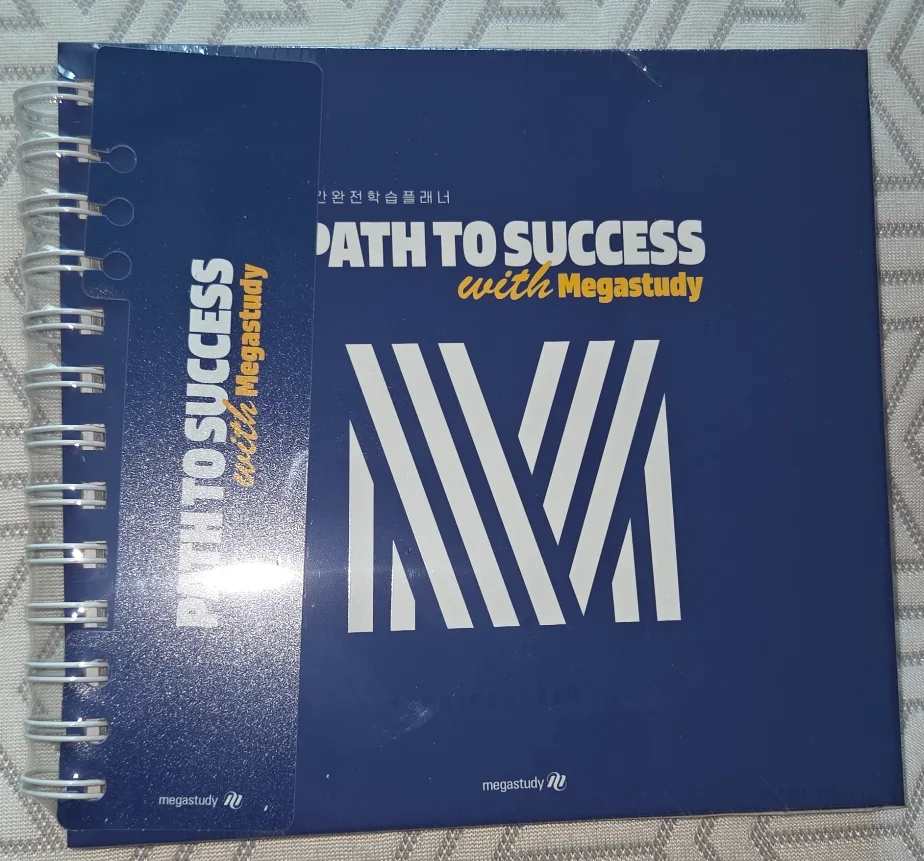 완전학습플래너
PATH TO SUCCESS
with Megastudy
PATH TO SUCCESS
with Megastudy
megastudy
megastudy